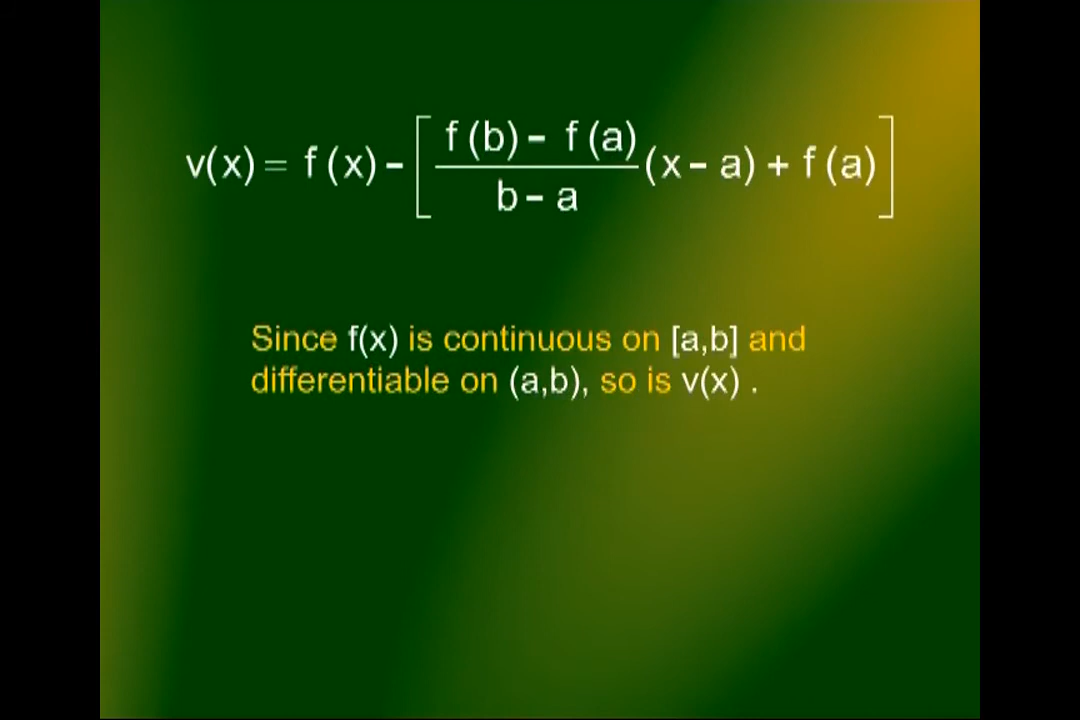 v(x) = f (x) − [ f (b) − f (a) / b − a (x − a) + f (a) ]
Since f(x) is continuous on [a,b] and
differentiable on (a,b), so is v(x) .